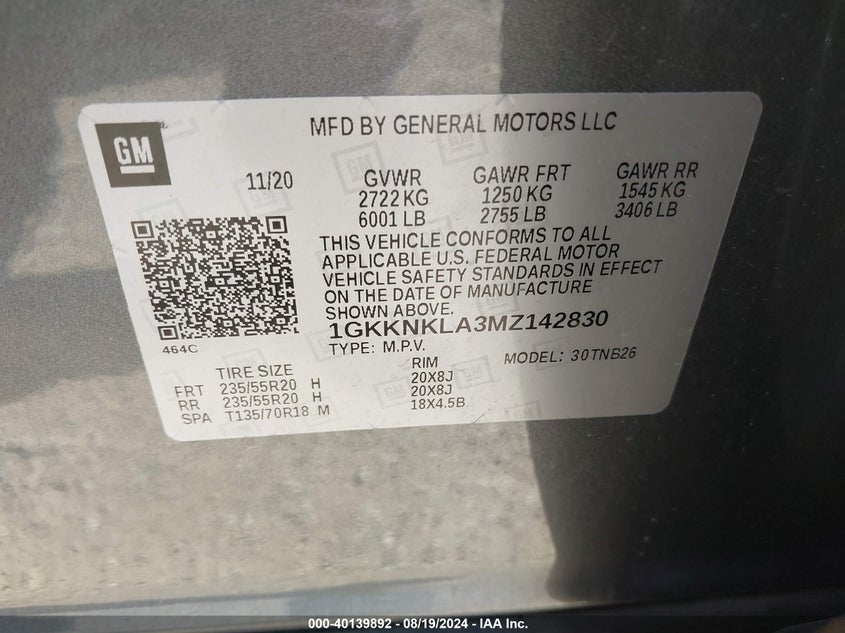 GM
MFD BY GENERAL MOTORS LLC
11/20
GVWR
2722 KG
6001 LB
GAWR FRT
1250 KG
2755 LB
GAWR RR
1545 KG
3406 LB
THIS VEHICLE CONFORMS TO ALL
APPLICABLE U.S. FEDERAL MOTOR
VEHICLE SAFETY STANDARDS IN EFFECT
ON THE DATE OF MANUFACTURE
SHOWN ABOVE.
1GKKNKLA3MZ142830
TYPE: M.P.V.
MODEL: 30TNB26
464C
TIRE SIZE RIM
FRT 235/55R20 H 20X8J
RR 235/55R20 H 20X8J
SPA T135/70R18 M 18X4.5B
000-40139892 - 08/19/2024 - IAA Inc.